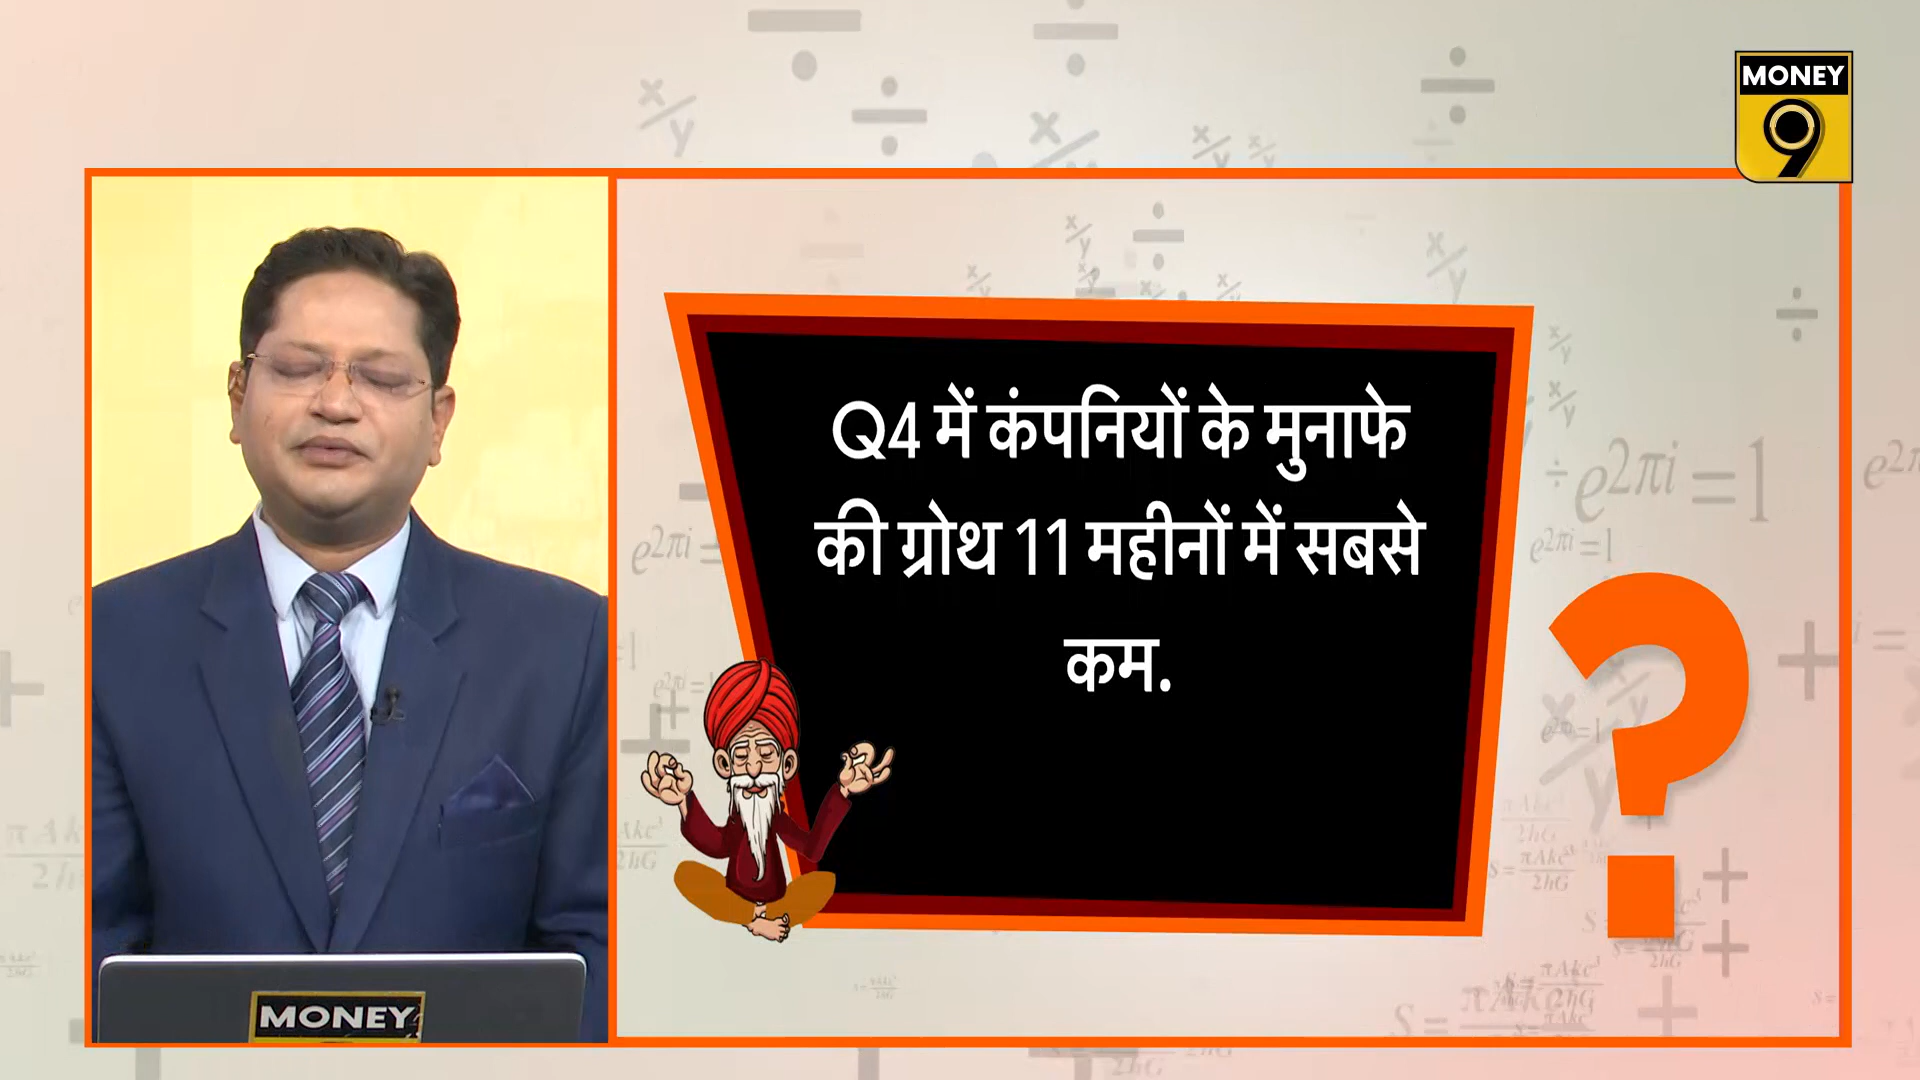 MONEY
9
Q4 में कंपनियों के मुनाफे
की ग्रोथ 11 महीनों में सबसे
कम.
?
MONEY